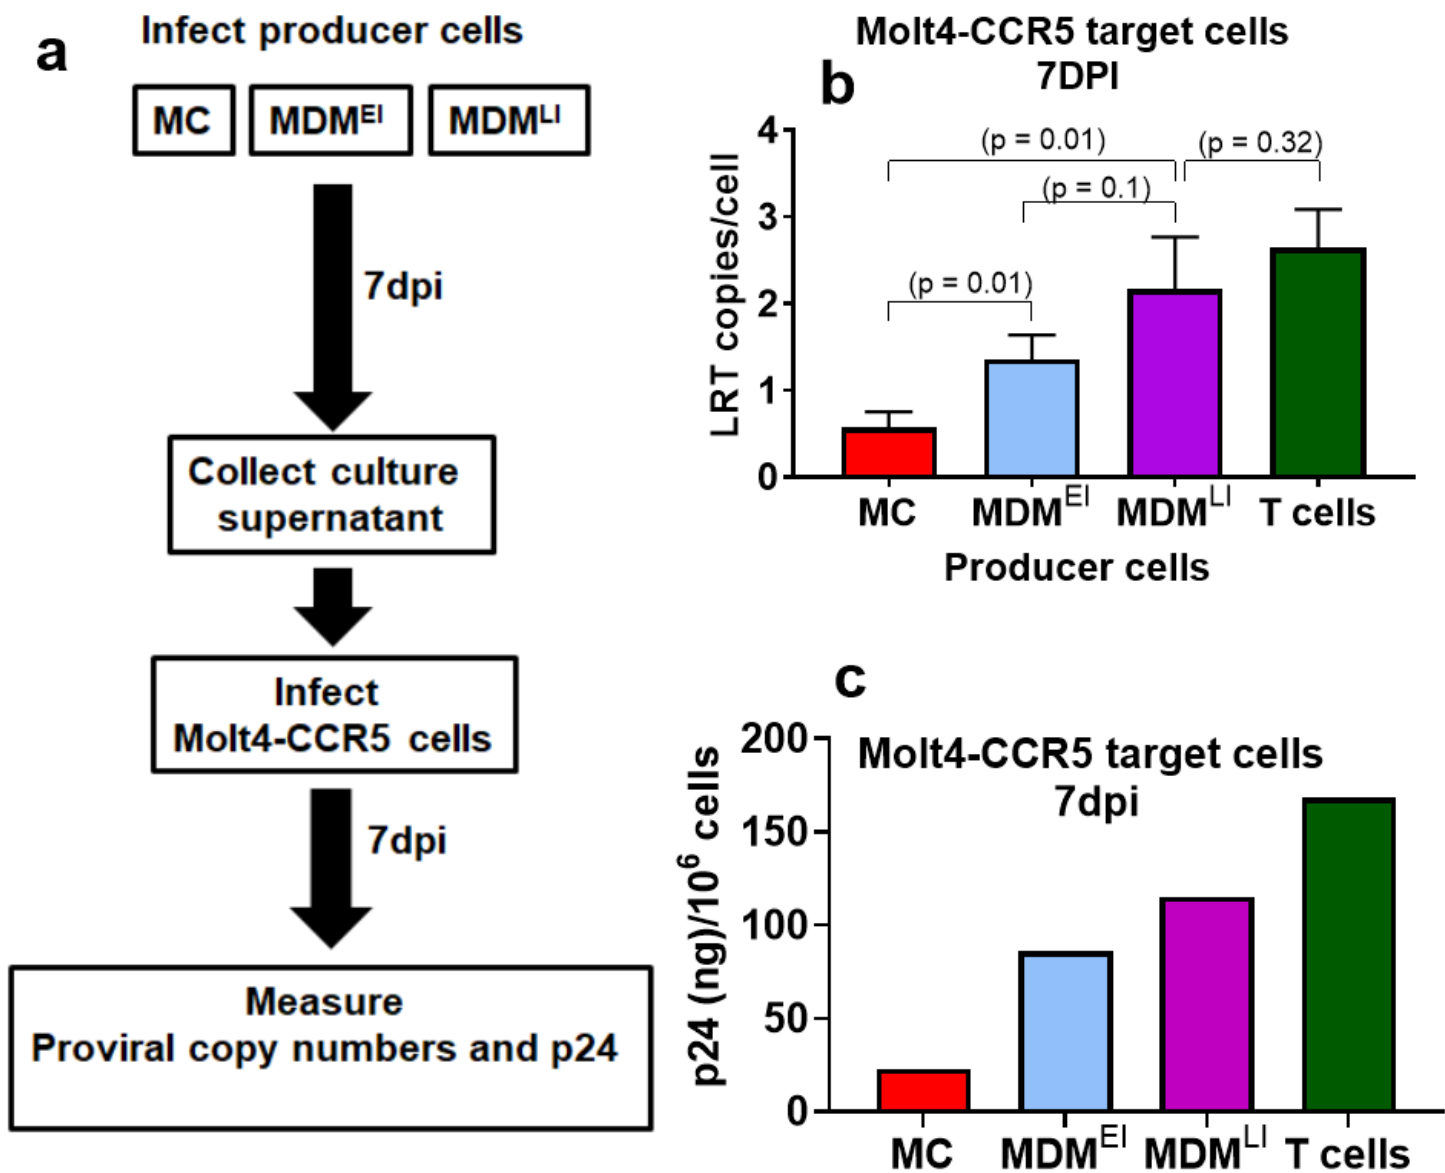 a
Infect producer cells
MC
MDMEI
MDMLI
7dpi
Collect culture
supernatant
Infect
Molt4-CCR5 cells
7dpi
Measure
Proviral copy numbers and p24
b
Molt4-CCR5 target cells
7DPI
LRT copies/cell
4
3
2
1
0
(p = 0.01)
(p = 0.32)
(p = 0.1)
(p = 0.01)
MC
MDMEI
MDMLI
T cells
Producer cells
c
Molt4-CCR5 target cells
7dpi
p24 (ng)/10^6 cells
200
150
100
50
0
MC
MDMEI
MDMLI
T cells